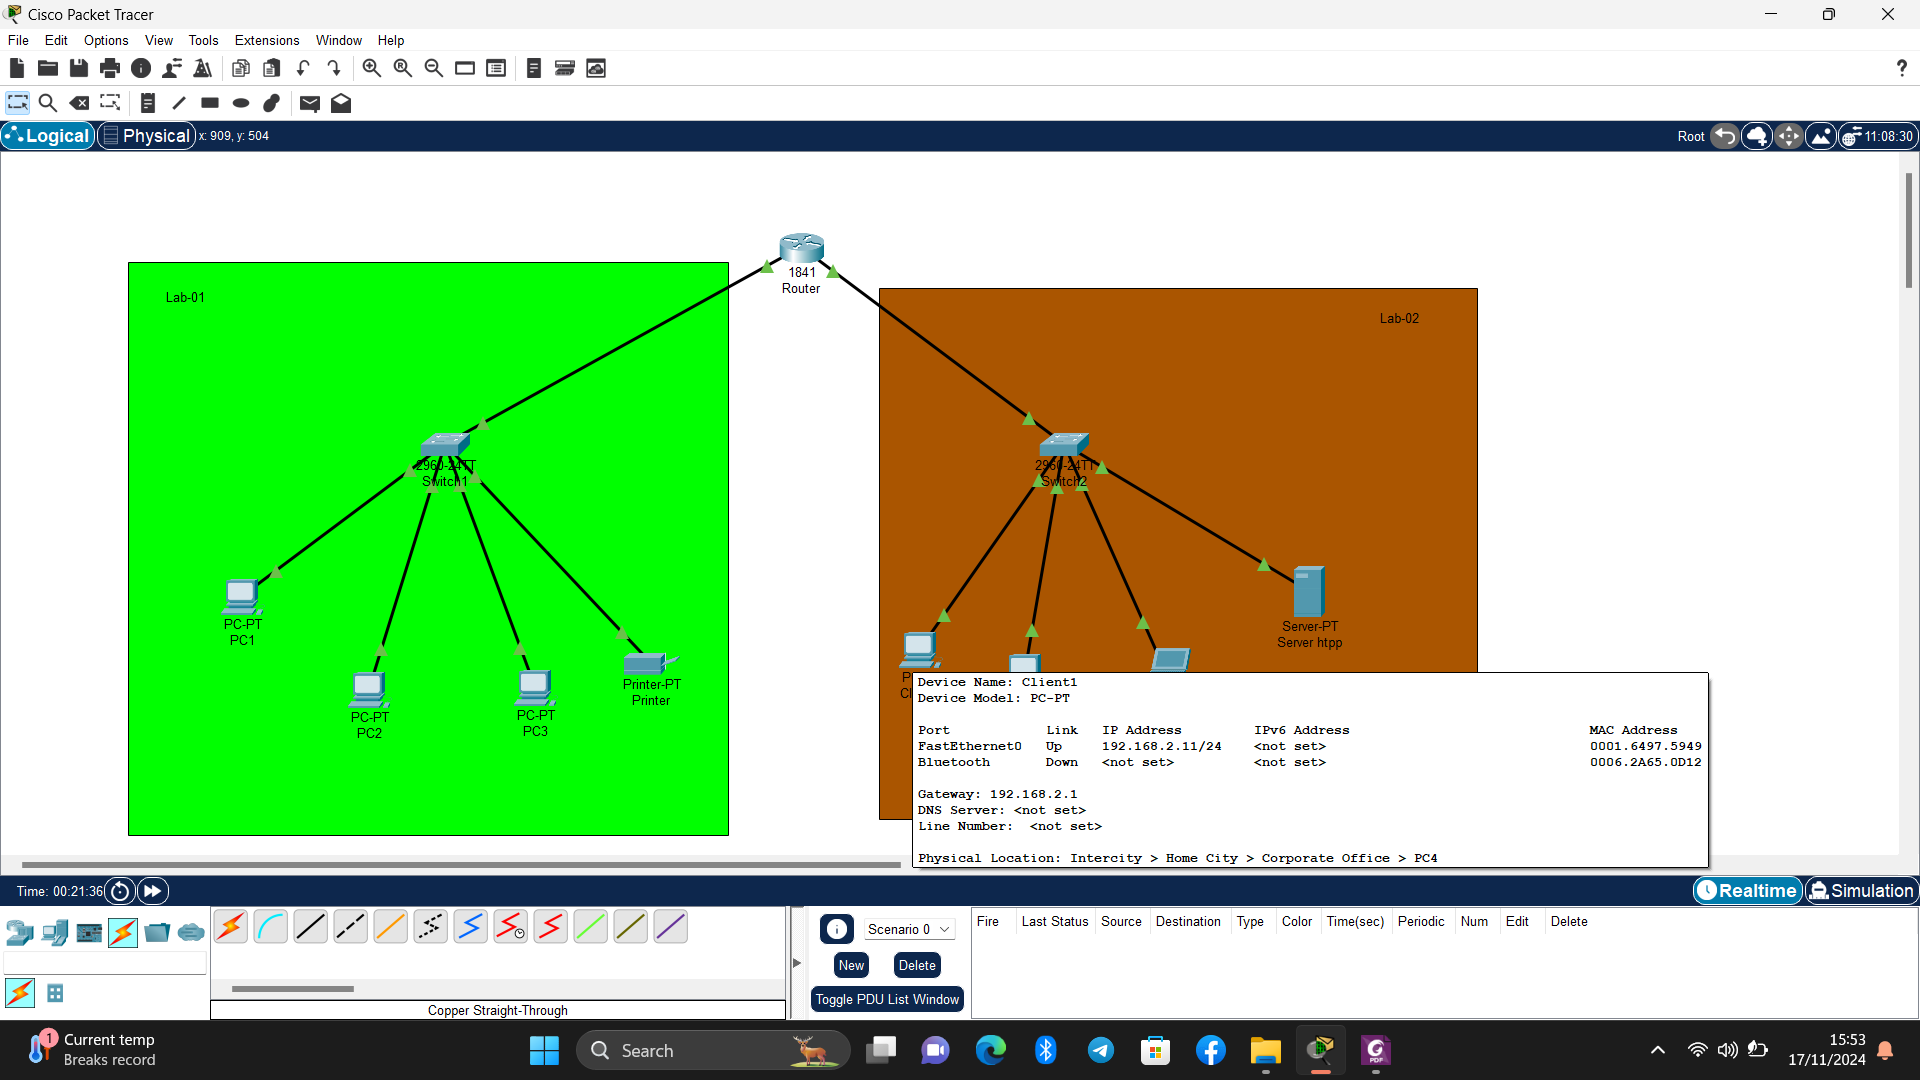 Cisco Packet Tracer
File Edit Options View Tools Extensions Window Help
?
Logical Physical x: 909, y: 504 Root 11:08:30
1841
Router
Lab-01
Lab-02
2960-24TT
Switch1
2960-24TT
Switch2
PC-PT
PC1
PC-PT
PC2
PC-PT
PC3
Printer-PT
Printer
Server-PT
Server htpp
Device Name: Client1
Device Model: PC-PT
Port Link IP Address IPv6 Address MAC Address
FastEthernet0 Up 192.168.2.11/24 <not set> 0001.6497.5949
Bluetooth Down <not set> <not set> 0006.2A65.0D12
Gateway: 192.168.2.1
DNS Server: <not set>
Line Number: <not set>
Physical Location: Intercity > Home City > Corporate Office > PC4
Time: 00:21:36 Realtime Simulation
Scenario 0
New Delete
Toggle PDU List Window
Fire Last Status Source Destination Type Color Time(sec) Periodic Num Edit Delete
Copper Straight-Through
1
Current temp
Breaks record
Search
PDF
15:53
17/11/2024